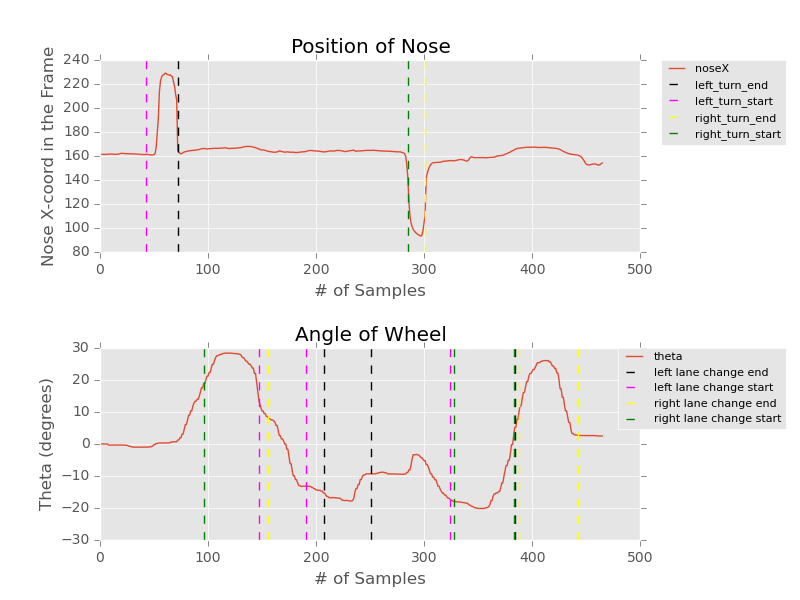 Position of Nose
Nose X-coord in the Frame
240
220
200
180
160
140
120
100
80
0
100
200
300
400
500
# of Samples
noseX
left_turn_end
left_turn_start
right_turn_end
right_turn_start
Angle of Wheel
Theta (degrees)
30
20
10
0
−10
−20
−30
0
100
200
300
400
500
# of Samples
theta
left lane change end
left lane change start
right lane change end
right lane change start